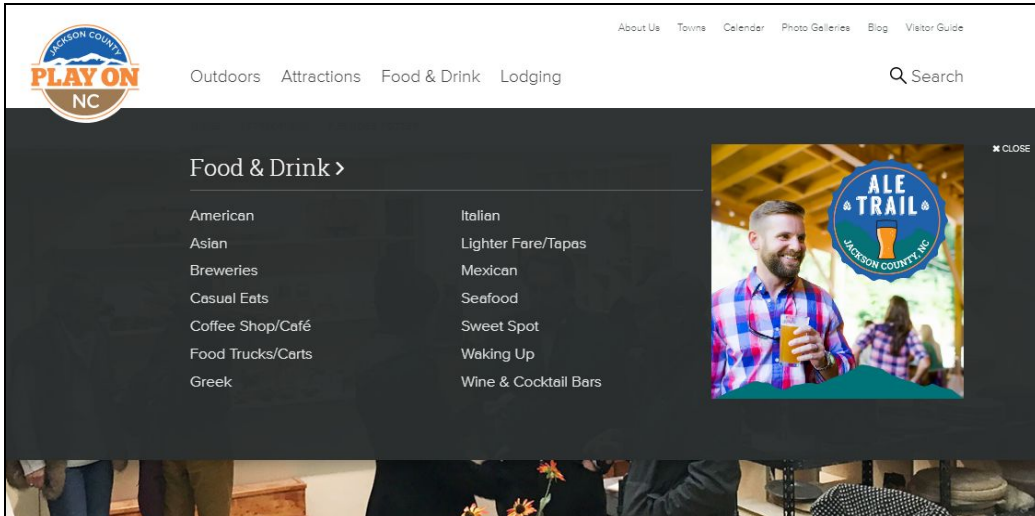 About Us Towns Calendar Photo Galleries Blog Visitor Guide
JACKSON COUNTY
PLAY ON
NC
Outdoors Attractions Food & Drink Lodging
Search
CLOSE
Food & Drink
American
Asian
Breweries
Casual Eats
Coffee Shop/Café
Food Trucks/Carts
Greek
Italian
Lighter Fare/Tapas
Mexican
Seafood
Sweet Spot
Waking Up
Wine & Cocktail Bars
ALE
TRAIL
JACKSON COUNTY, NC